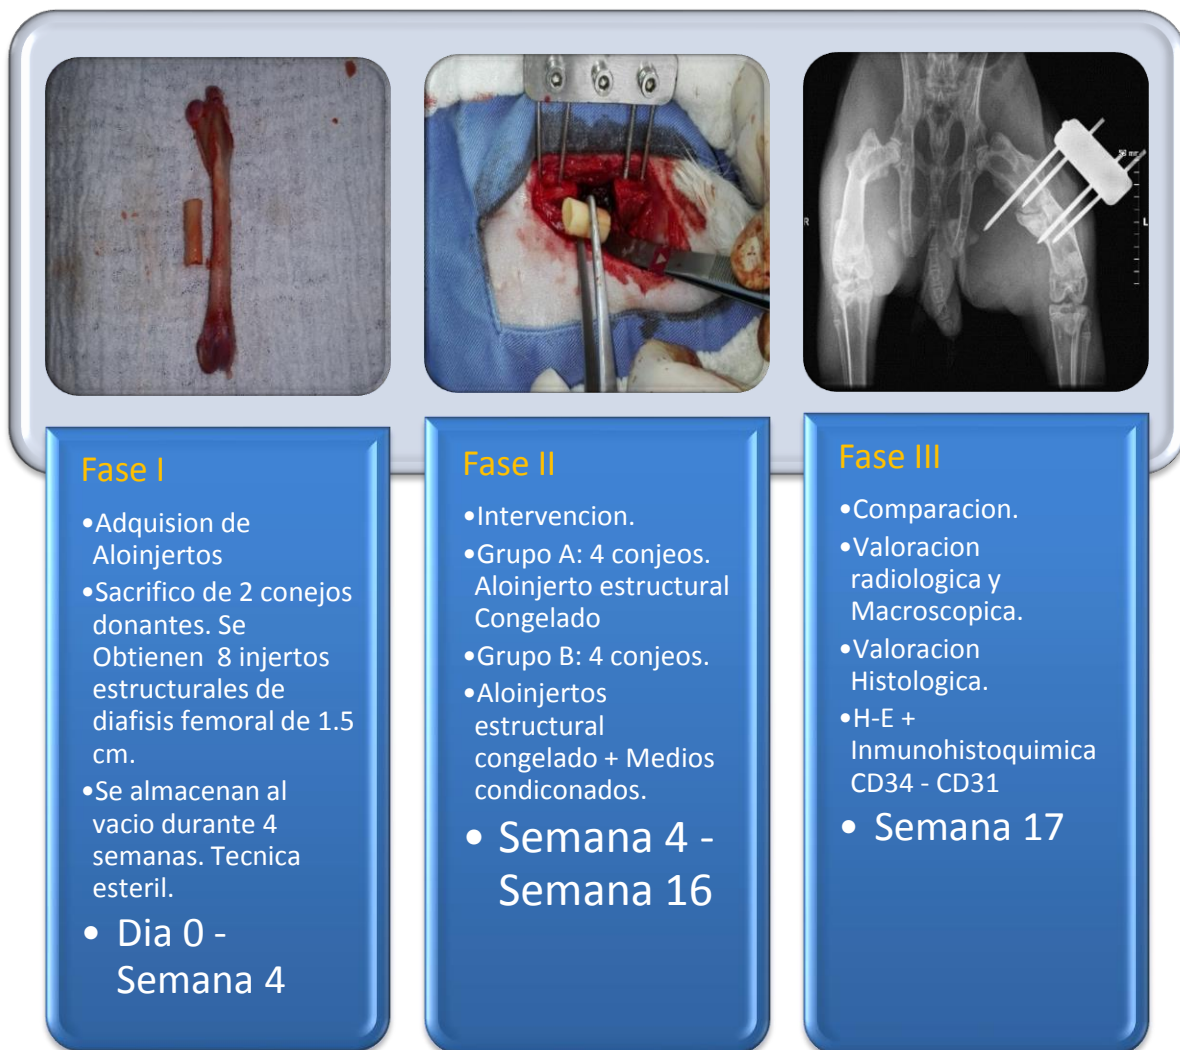 Fase I
•Adquision de
Aloinjertos
•Sacrifico de 2 conejos
donantes. Se
Obtienen 8 injertos
estructurales de
diafisis femoral de 1.5
cm.
•Se almacenan al
vacio durante 4
semanas. Tecnica
esteril.
• Dia 0 -
Semana 4
Fase II
•Intervencion.
•Grupo A: 4 conjeos.
Aloinjerto estructural
Congelado
•Grupo B: 4 conjeos.
•Aloinjertos
estructural
congelado + Medios
condiconados.
• Semana 4 -
Semana 16
R
mm
L
Fase III
•Comparacion.
•Valoracion
radiologica y
Macroscopica.
•Valoracion
Histologica.
•H-E +
Inmunohistoquimica
CD34 - CD31
• Semana 17